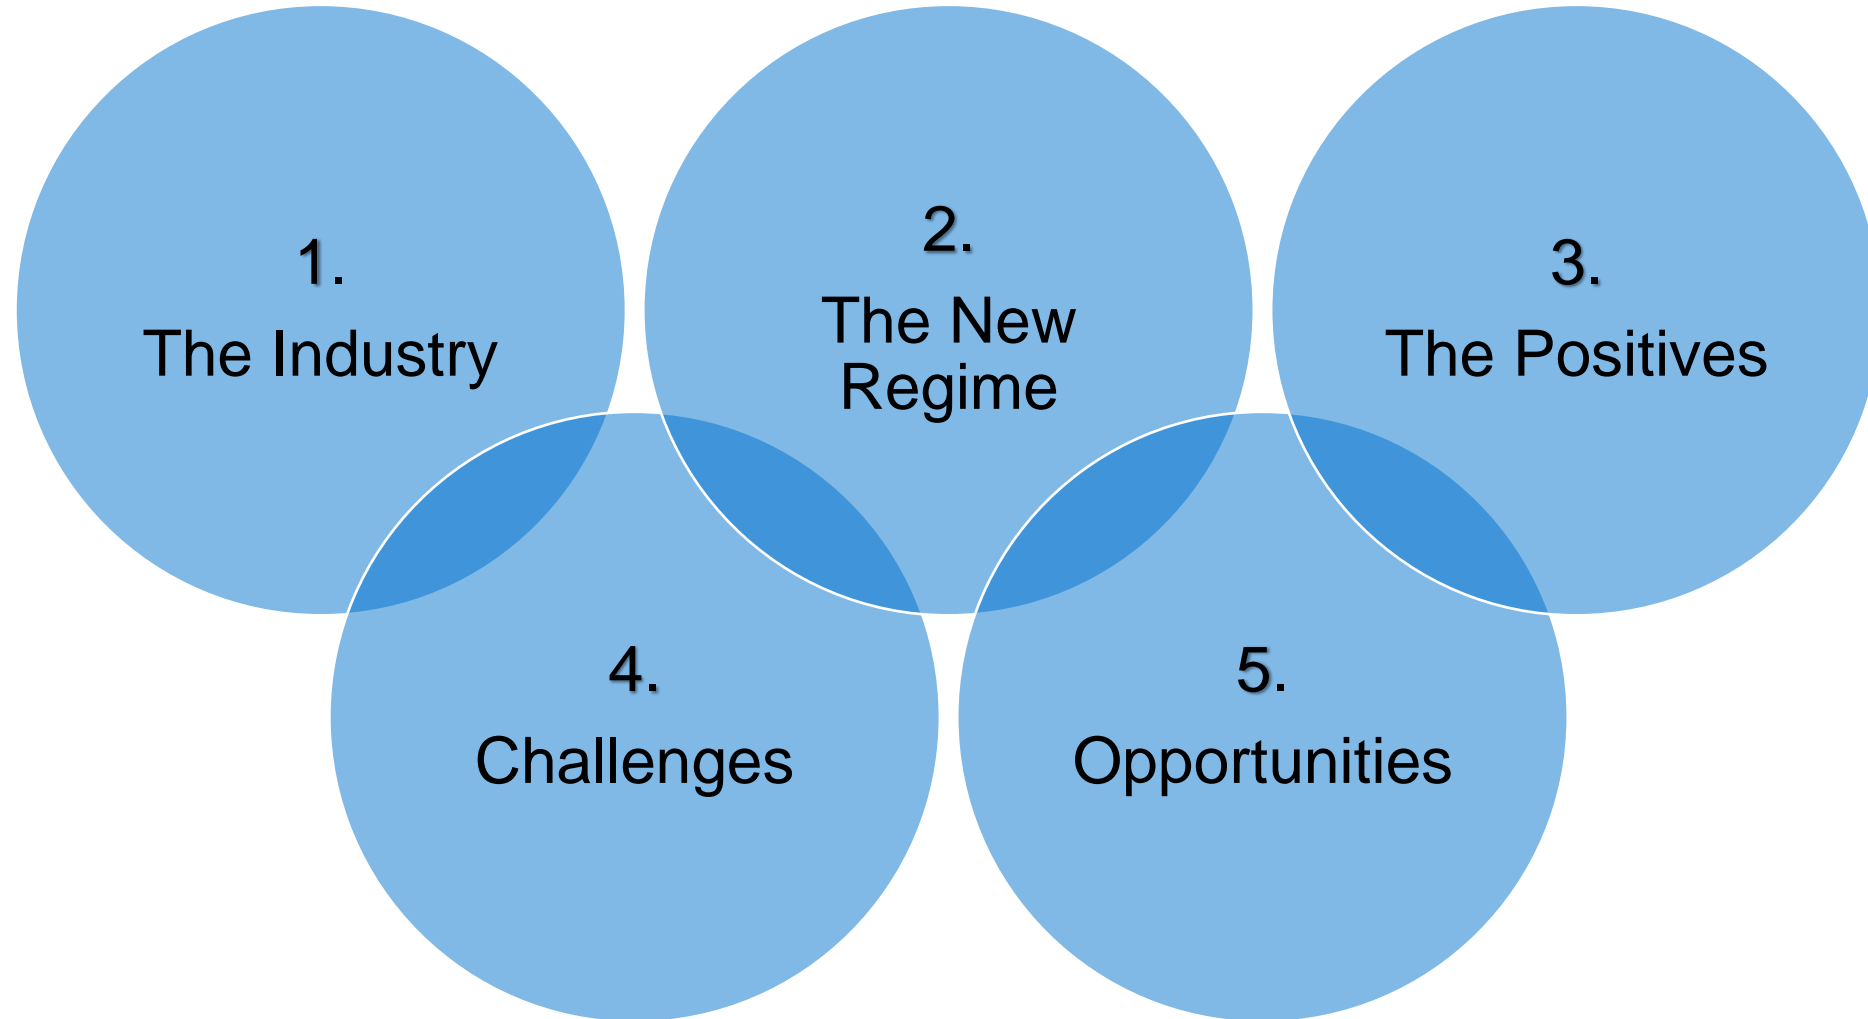 1.
The Industry
2.
The New
Regime
3.
The Positives
4.
Challenges
5.
Opportunities